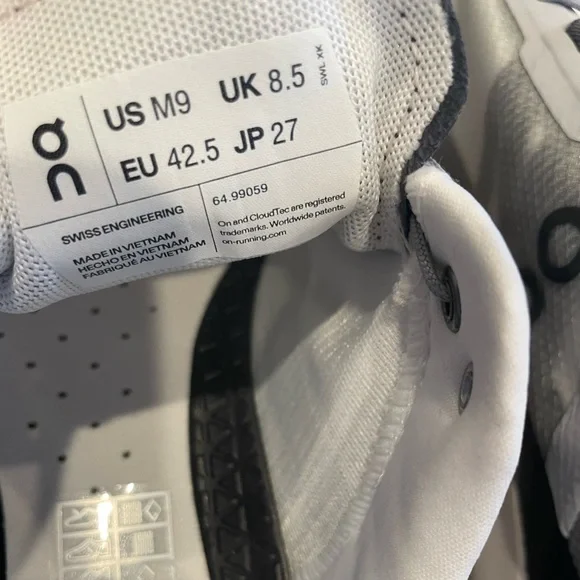 on
US M9 UK 8.5
EU 42.5 JP 27
SWL XK
SWISS ENGINEERING
MADE IN VIETNAM
HECHO EN VIETNAM
FABRIQUÉ AU VIETNAM
64.99059
On and CloudTec are registered
trademarks. Worldwide patents.
on-running.com